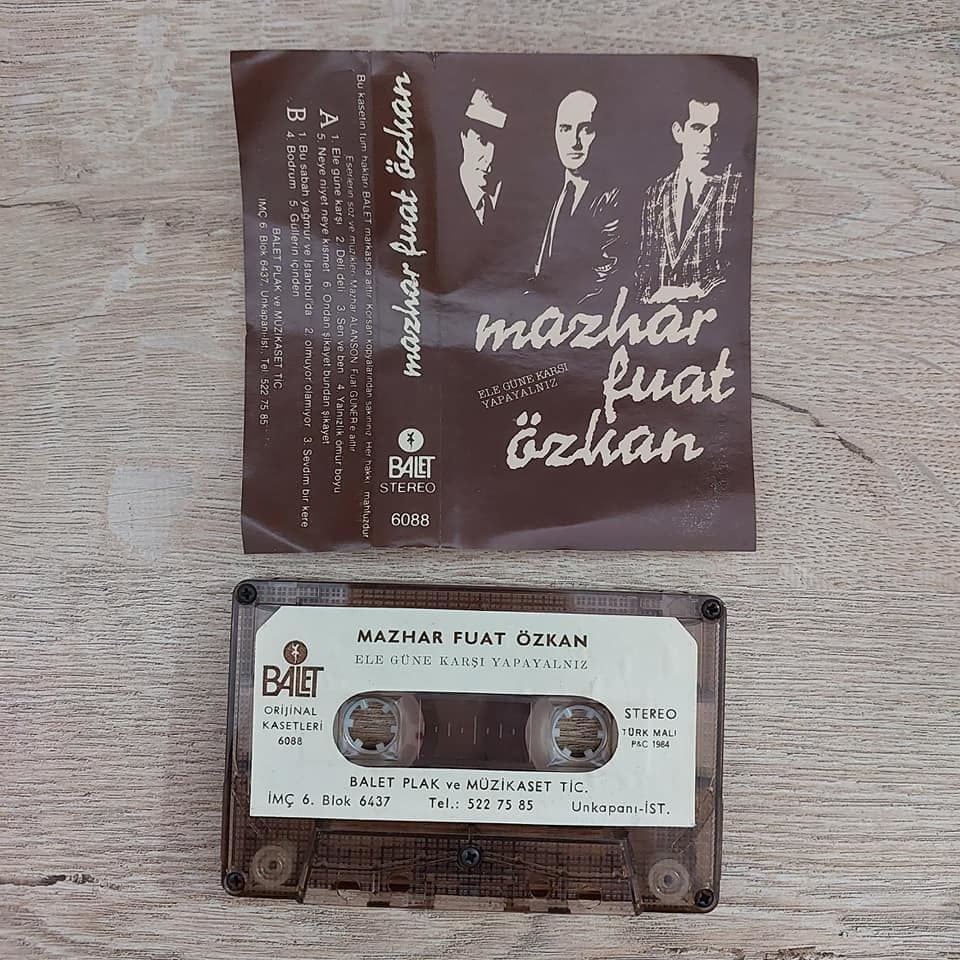 mazhar
fuat
özkan
ELE GÜNE KARŞI
YAPAYALNIZ
mazhar fuat özkan
BALET
STEREO
6088
Bu kasetin tüm hakları BALET markasına aittir. Korsan kopyalarından sakınınız. Her hakkı mahfuzdur
Eserlerin söz ve müzikleri Mazhar ALANSON Fuat GÜNER'e aittir
A 1. Ele güne karşı 2. Deli deli 3. Sen ve ben 4. Yalnızlık ömür boyu
5. Neye niyet neye kısmet 6. Ondan şikayet bundan şikayet
B 1. Bu sabah yağmur ve İstanbul'da 2. olmuyor olamıyor 3. Sevdim bir kere
4. Bodrum 5. Güllerin içinden
BALET PLAK ve MÜZİKASET TİC.
İMÇ 6. Blok 6437, Unkapanı-İst., Tel: 522 75 85
MAZHAR FUAT ÖZKAN
ELE GÜNE KARŞI YAPAYALNIZ
BALET
ORİJİNAL
KASETLERİ
6088
STEREO
TÜRK MALI
P&C 1984
BALET PLAK ve MÜZİKASET TİC.
İMÇ 6. Blok 6437 Tel.: 522 75 85 Unkapanı-İST.